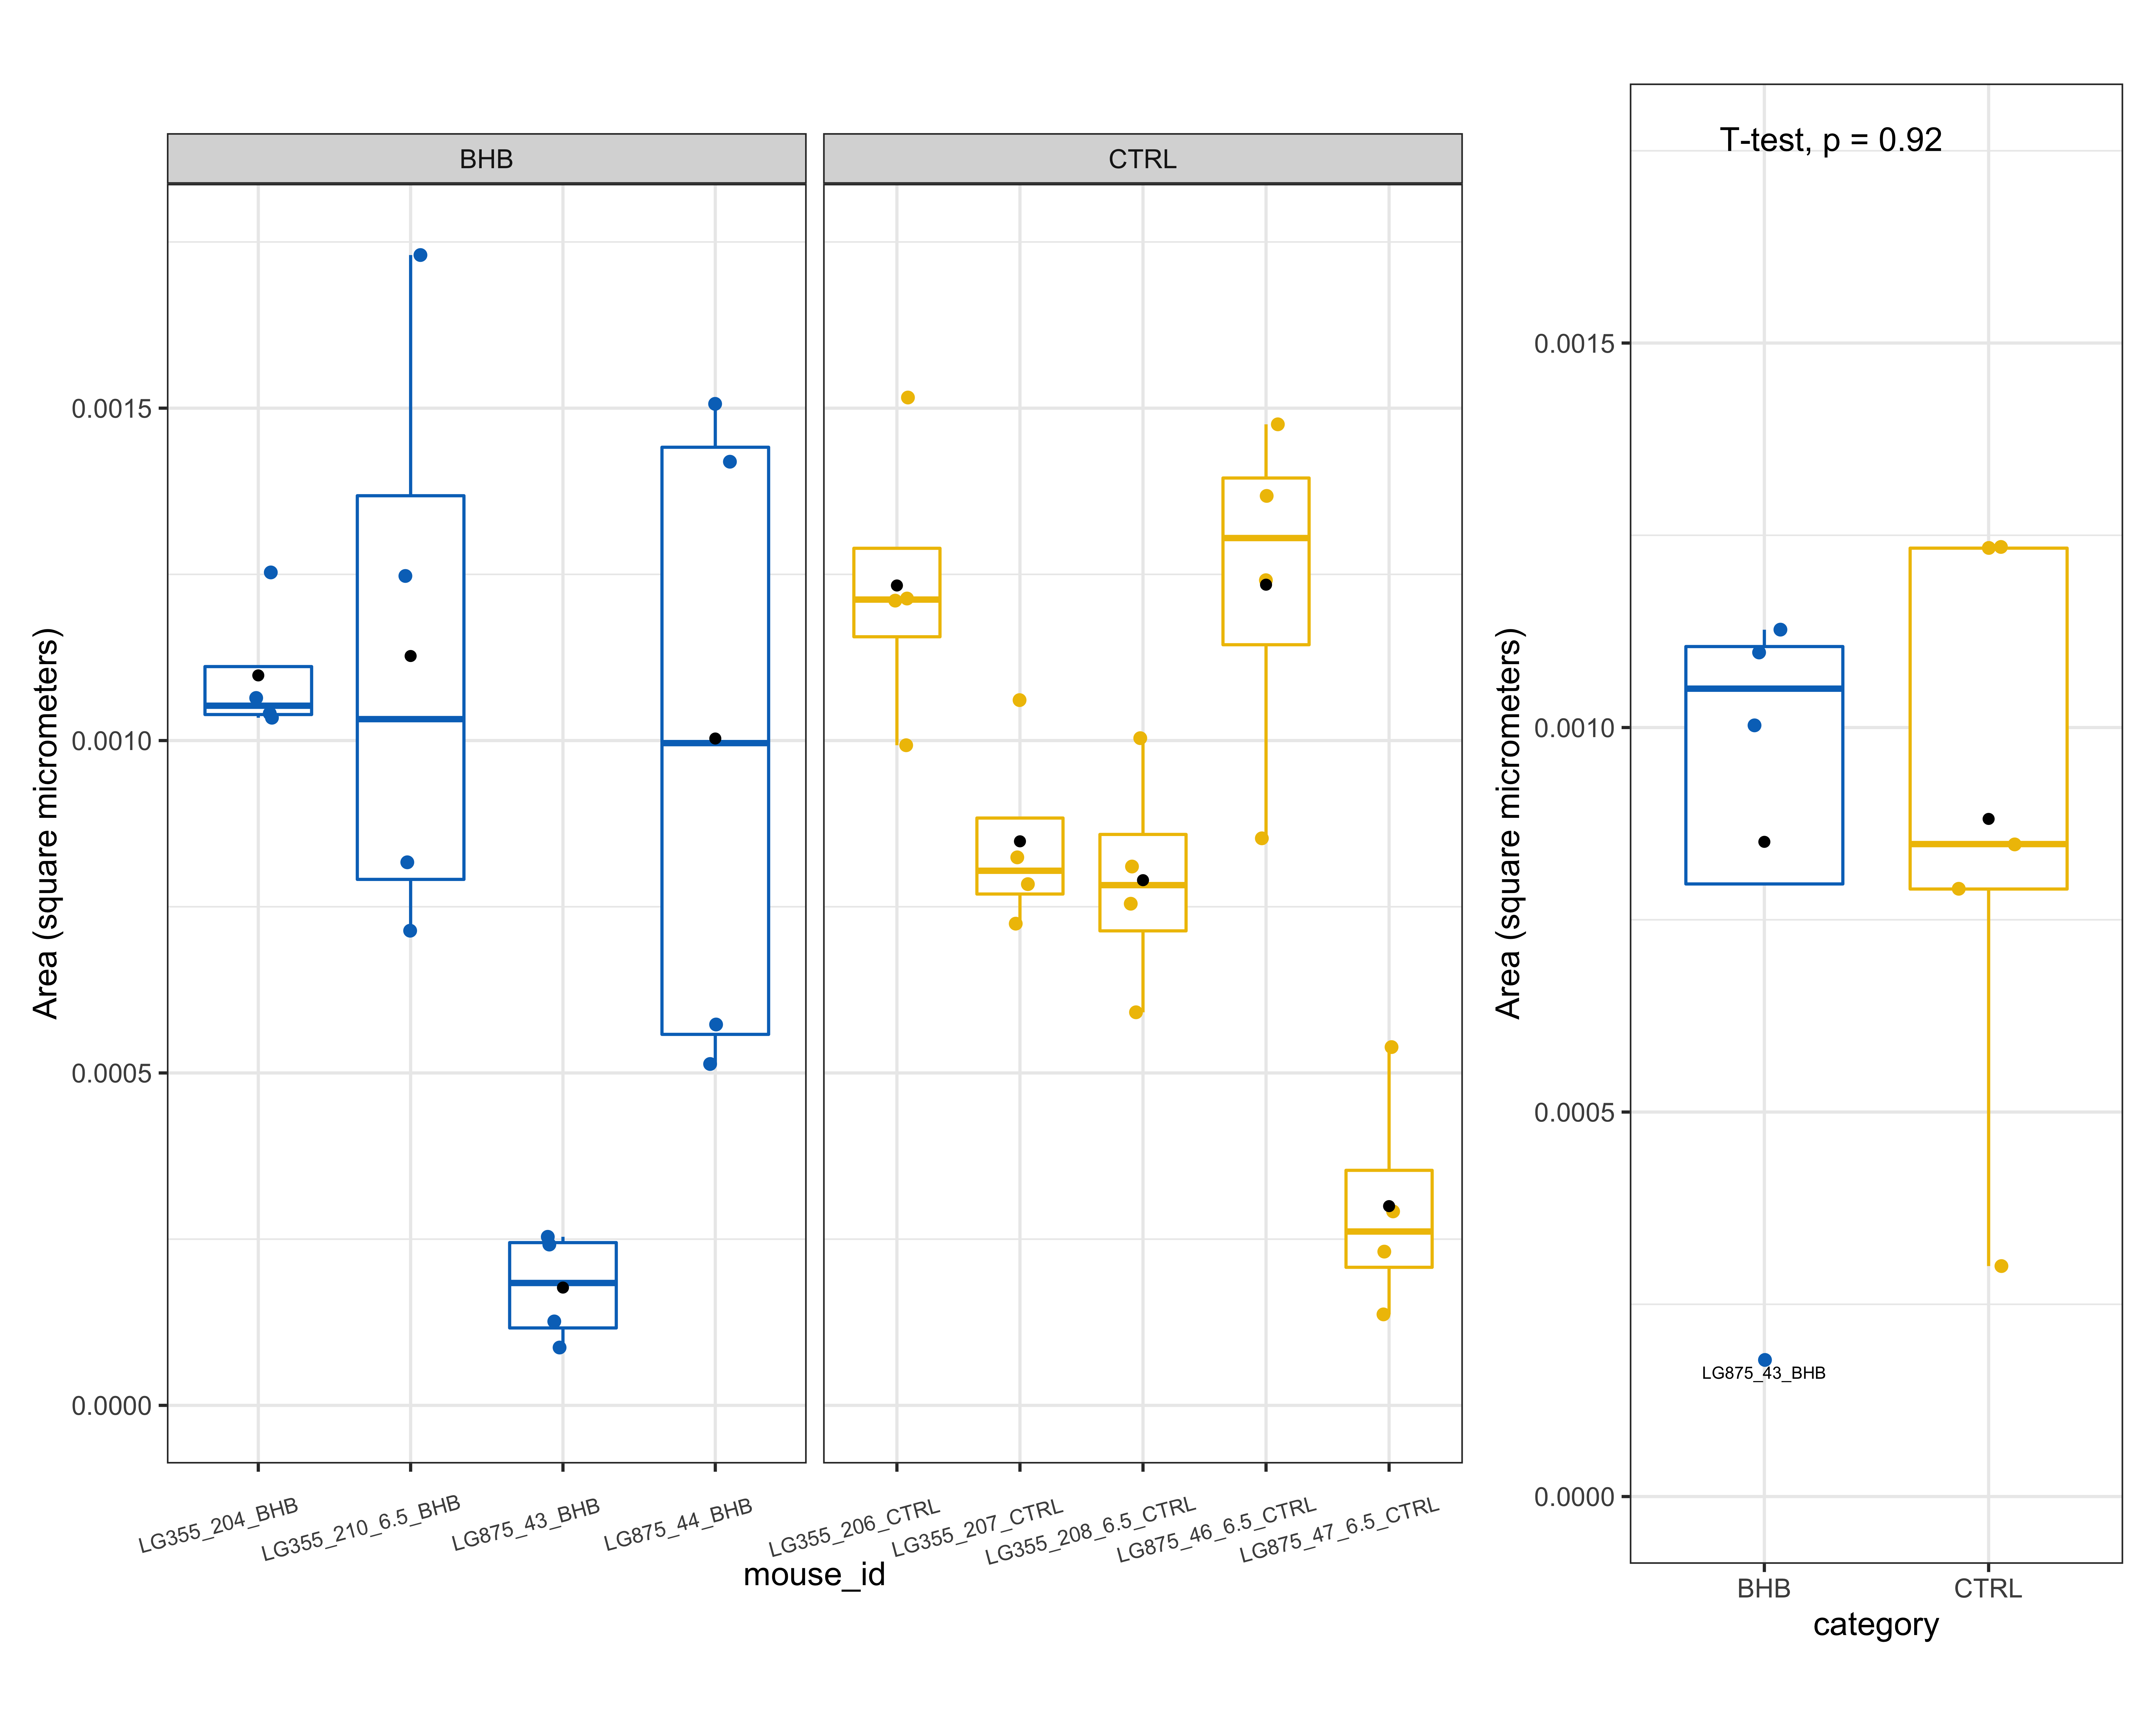 BHB
CTRL
Area (square micrometers)
0.0015
0.0010
0.0005
0.0000
LG355_204_BHB
LG355_210_6.5_BHB
LG875_43_BHB
LG875_44_BHB
LG355_206_CTRL
LG355_207_CTRL
LG355_208_6.5_CTRL
LG875_46_6.5_CTRL
LG875_47_6.5_CTRL
mouse_id
T-test, p = 0.92
Area (square micrometers)
0.0015
0.0010
0.0005
0.0000
LG875_43_BHB
BHB
CTRL
category